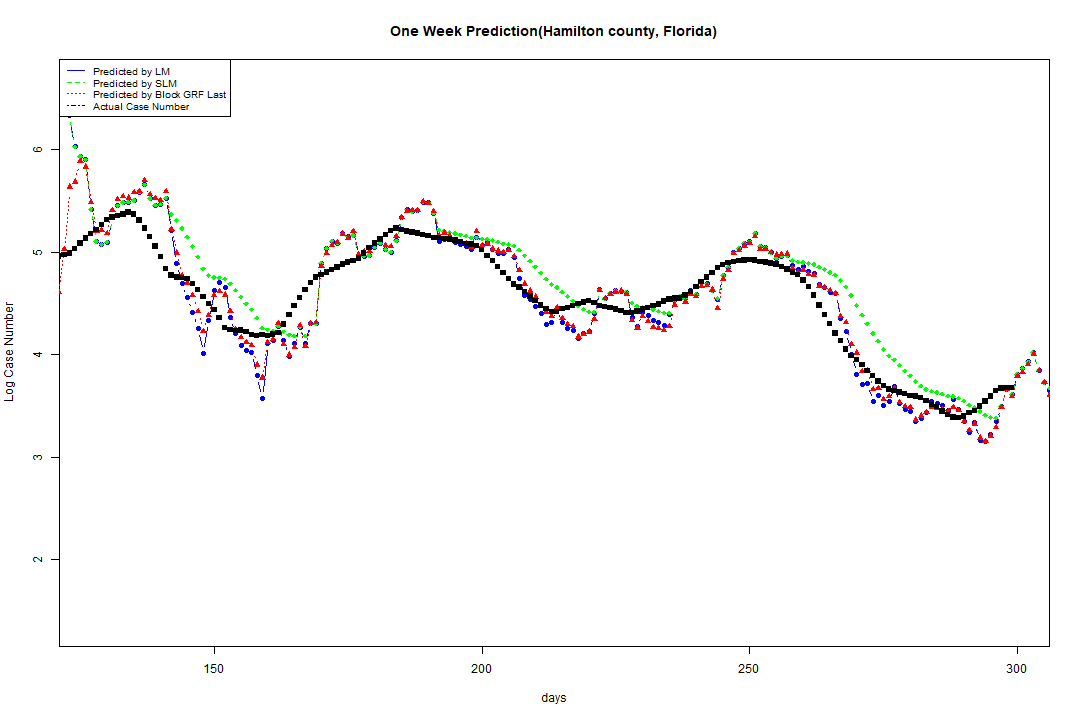 One Week Prediction(Hamilton county, Florida)
Predicted by LM
Predicted by SLM
Predicted by Block GRF Last
Actual Case Number
6
5
4
3
2
Log Case Number
150 200 250 300
days